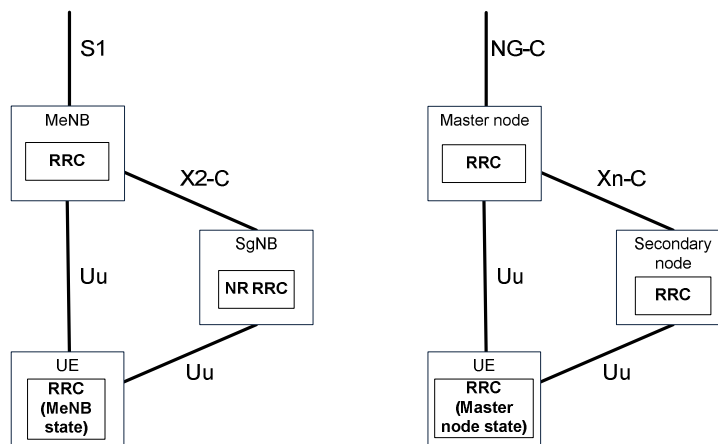 S1
MeNB
RRC
X2-C
SgNB
NR RRC
Uu
Uu
UE
RRC
(MeNB
state)
NG-C
Master node
RRC
Xn-C
Secondary
node
RRC
Uu
Uu
UE
RRC
(Master
node state)